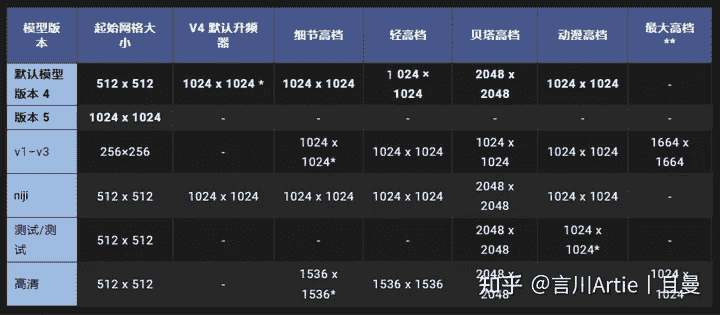 模型版本 起始网格大小 V4 默认升频器 细节高档 轻高档 贝塔高档 动漫高档 最大高档**
默认模型版本 4 512 x 512 1024 x 1024 * 1024 x 1024 1 024 × 1024 2048 x 2048 1024 x 1024 -
版本 5 1024 x 1024 - - - - - -
v1-v3 256×256 - 1024 x 1024* 1024 x 1024 1024 x 1024 1024 x 1024 1664 x 1664
niji 512 x 512 1024 x 1024 1024 x 1024 1024 x 1024 2048 x 2048 1024 x 1024 -
测试/测试 512 x 512 - - - 2048 x 2048 1024 x 1024* -
高清 512 x 512 - 1536 x 1536* 1536 x 1536 2048 x 2048 - 1024 x 1024
知乎 @言川Artie丨且曼